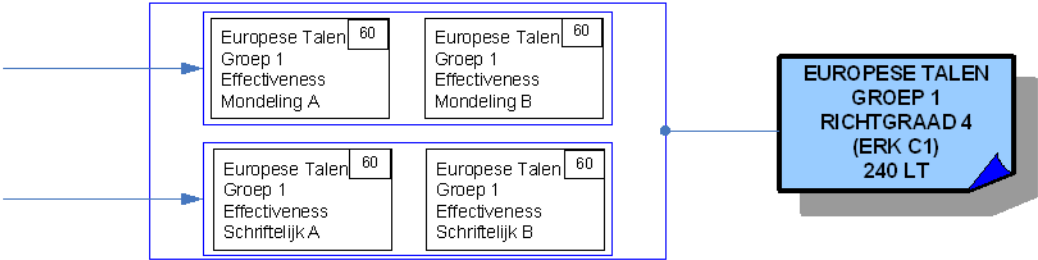 Europese Talen 60
Groep 1
Effectiveness
Mondeling A
Europese Talen 60
Groep 1
Effectiveness
Mondeling B
Europese Talen 60
Groep 1
Effectiveness
Schriftelijk A
Europese Talen 60
Groep 1
Effectiveness
Schriftelijk B
EUROPESE TALEN
GROEP 1
RICHTGRAAD 4
(ERK C1)
240 LT